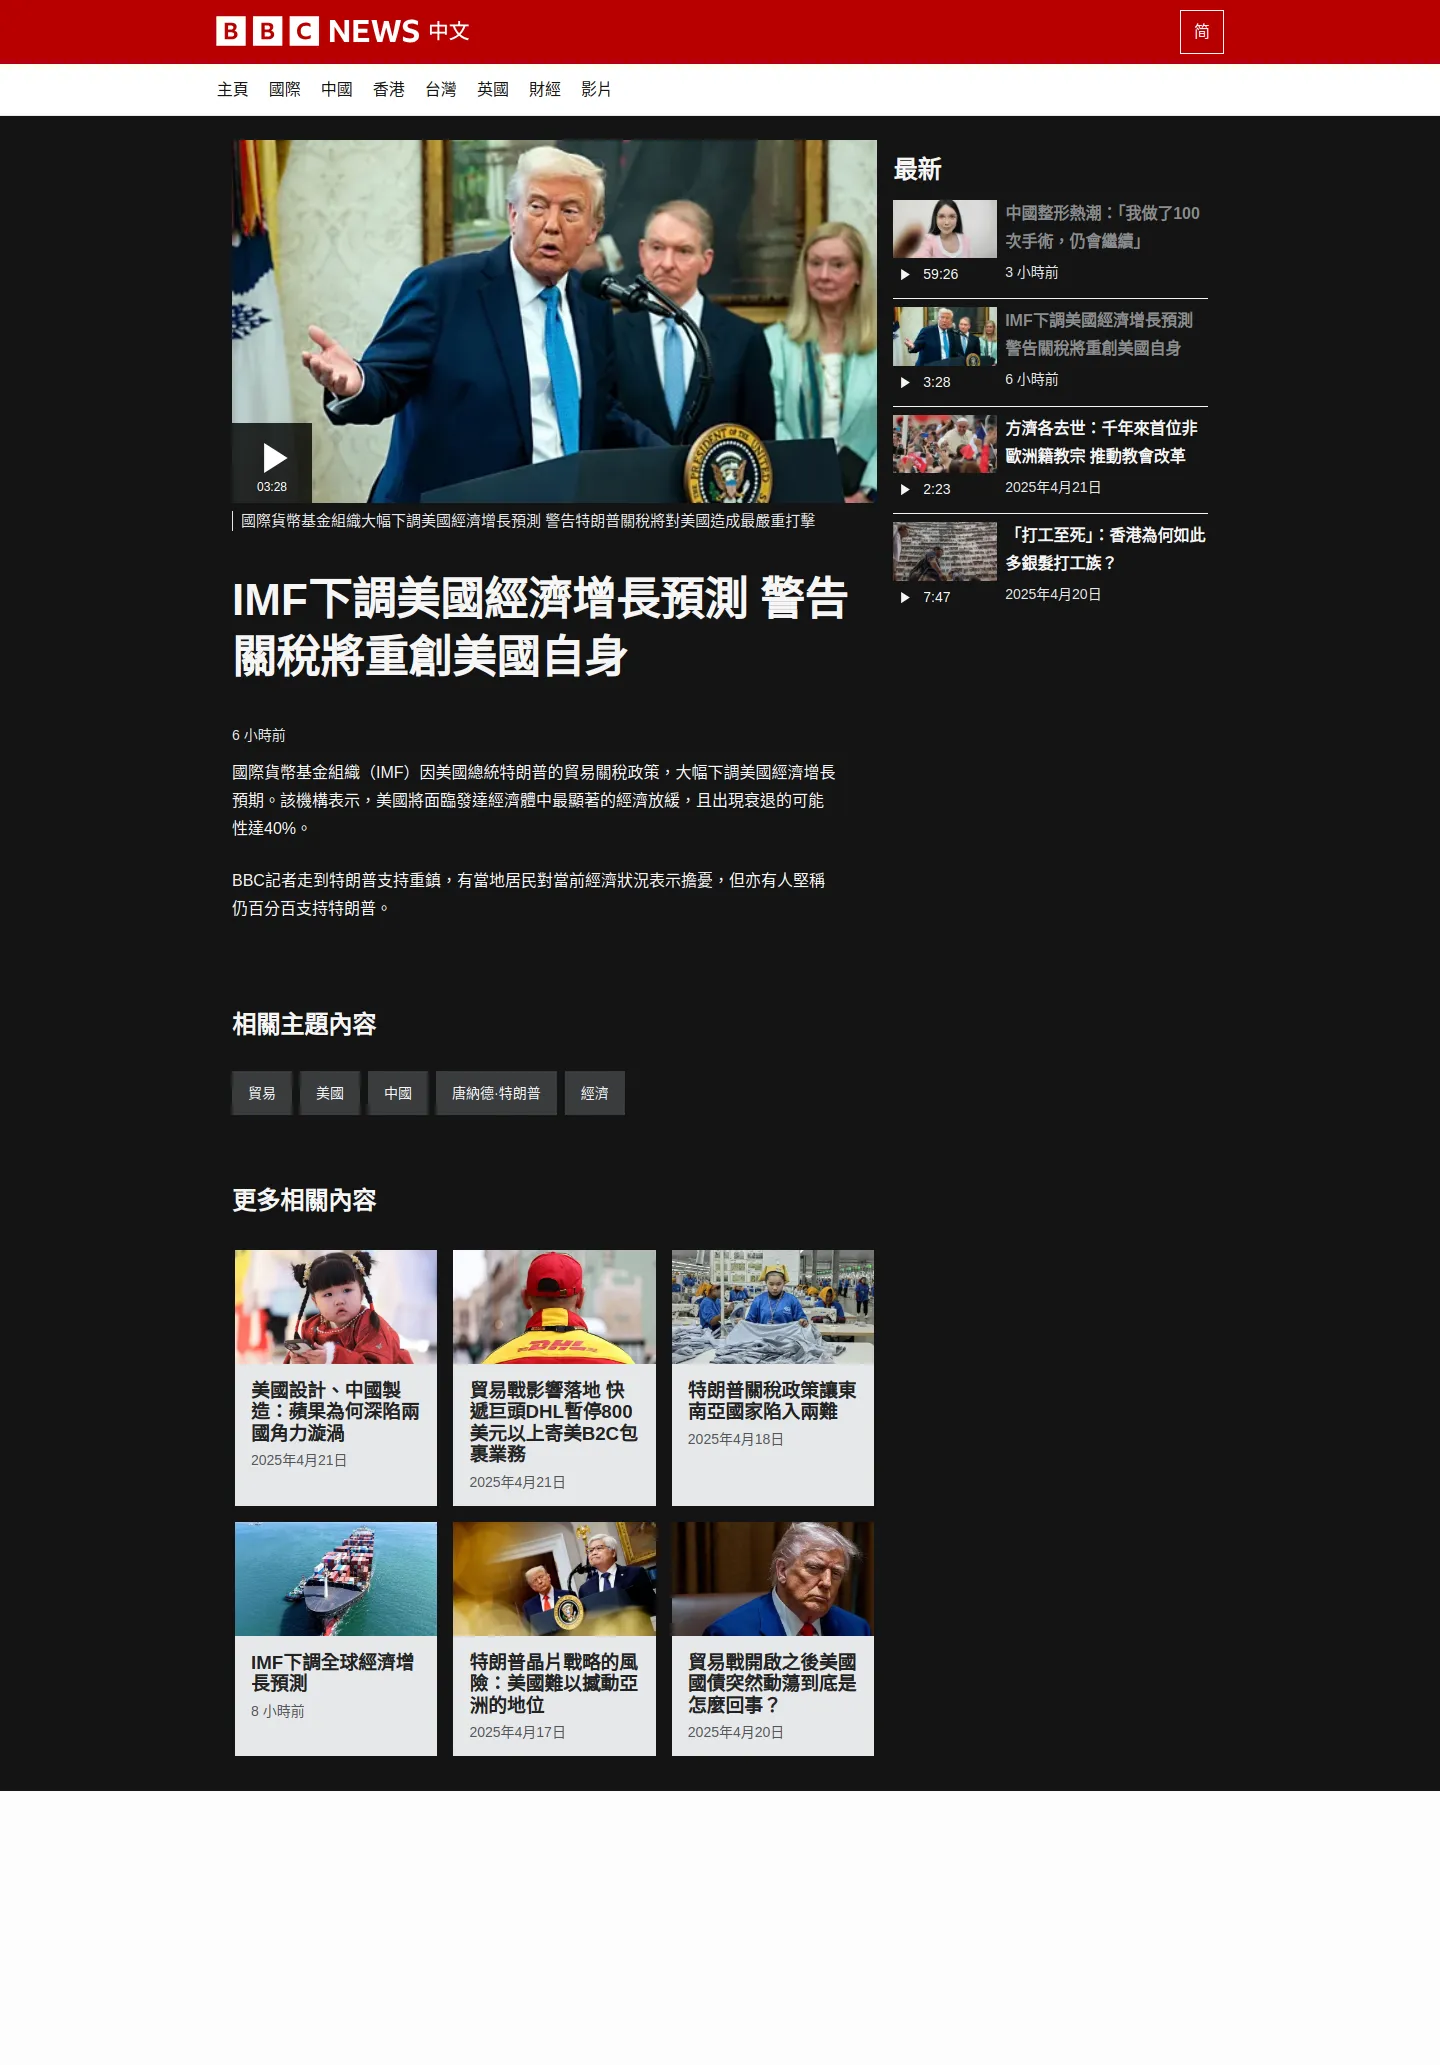 BBC NEWS 中文
简
主頁 國際 中國 香港 台灣 英國 財經 影片
03:28
國際貨幣基金組織大幅下調美國經濟增長預測 警告特朗普關稅將對美國造成最嚴重打擊
IMF下調美國經濟增長預測 警告
關稅將重創美國自身
6 小時前
國際貨幣基金組織（IMF）因美國總統特朗普的貿易關稅政策，大幅下調美國經濟增長
預期。該機構表示，美國將面臨發達經濟體中最顯著的經濟放緩，且出現衰退的可能
性達40%。
BBC記者走到特朗普支持重鎮，有當地居民對當前經濟狀況表示擔憂，但亦有人堅稱
仍百分百支持特朗普。
最新
中國整形熱潮：「我做了100
次手術，仍會繼續」
59:26
3 小時前
IMF下調美國經濟增長預測
警告關稅將重創美國自身
3:28
6 小時前
方濟各去世：千年來首位非
歐洲籍教宗 推動教會改革
2:23
2025年4月21日
「打工至死」：香港為何如此
多銀髮打工族？
7:47
2025年4月20日
相關主題內容
貿易 美國 中國 唐納德·特朗普 經濟
更多相關內容
美國設計、中國製
造：蘋果為何深陷兩
國角力漩渦
2025年4月21日
DHL
貿易戰影響落地 快
遞巨頭DHL暫停800
美元以上寄美B2C包
裹業務
2025年4月21日
特朗普關稅政策讓東
南亞國家陷入兩難
2025年4月18日
IMF下調全球經濟增
長預測
8 小時前
特朗普晶片戰略的風
險：美國難以撼動亞
洲的地位
2025年4月17日
貿易戰開啟之後美國
國債突然動蕩到底是
怎麼回事？
2025年4月20日